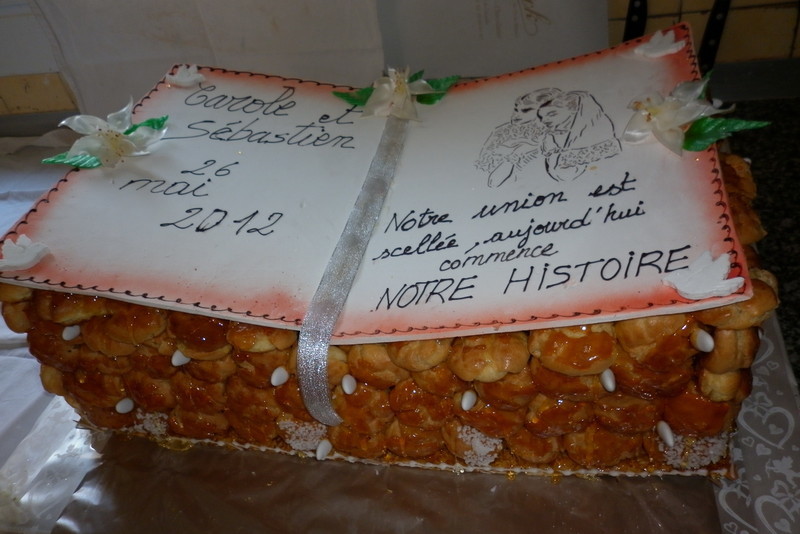 Carole et
Sébastien
26
mai
2012
Notre union est
scellée, aujourd'hui
commence
NOTRE HISTOIRE